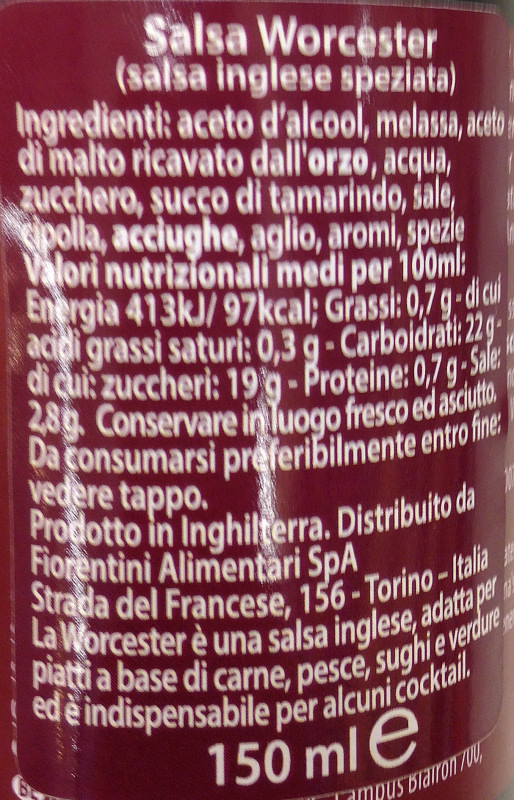 Salsa Worcester
(salsa inglese speziata)
Ingredienti: aceto d'alcool, melassa, aceto
di malto ricavato dall'orzo, acqua,
zucchero, succo di tamarindo, sale,
cipolla, acciughe, aglio, aromi, spezie
Valori nutrizionali medi per 100ml:
Energia 413kJ/ 97kcal; Grassi: 0,7 g - di cui
acidi grassi saturi: 0,3 g - Carboidrati: 22 g -
di cui: zuccheri: 19 g - Proteine: 0,7 g - Sale:
2,8 g. Conservare in luogo fresco ed asciutto.
Da consumarsi preferibilmente entro fine:
vedere tappo.
Prodotto in Inghilterra. Distribuito da
Fiorentini Alimentari SpA
Strada del Francese, 156 - Torino - Italia
La Worcester è una salsa inglese, adatta per
piatti a base di carne, pesce, sughi e verdure
ed è indispensabile per alcuni cocktail.
150 ml e
Campus Blairon 700,